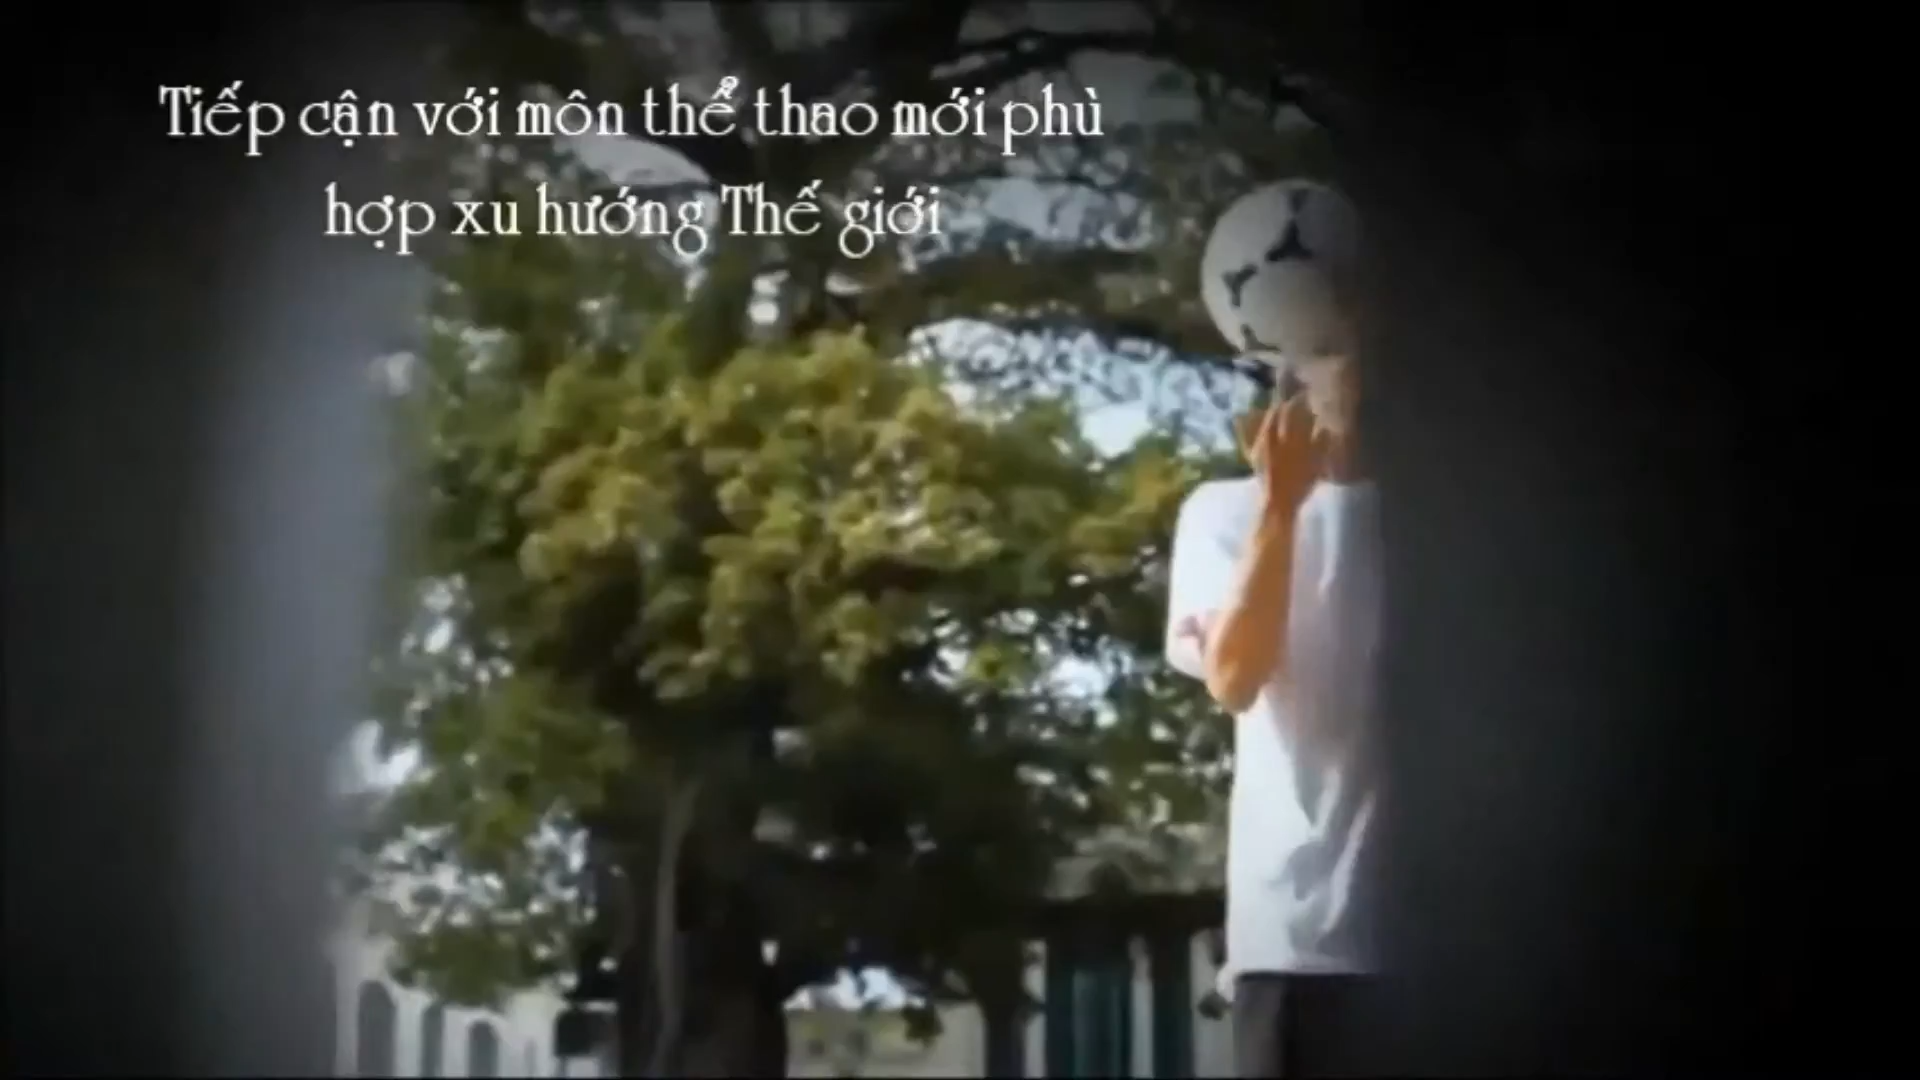 Tiếp cận với môn thể thao mới phù
hợp xu hướng Thế giới